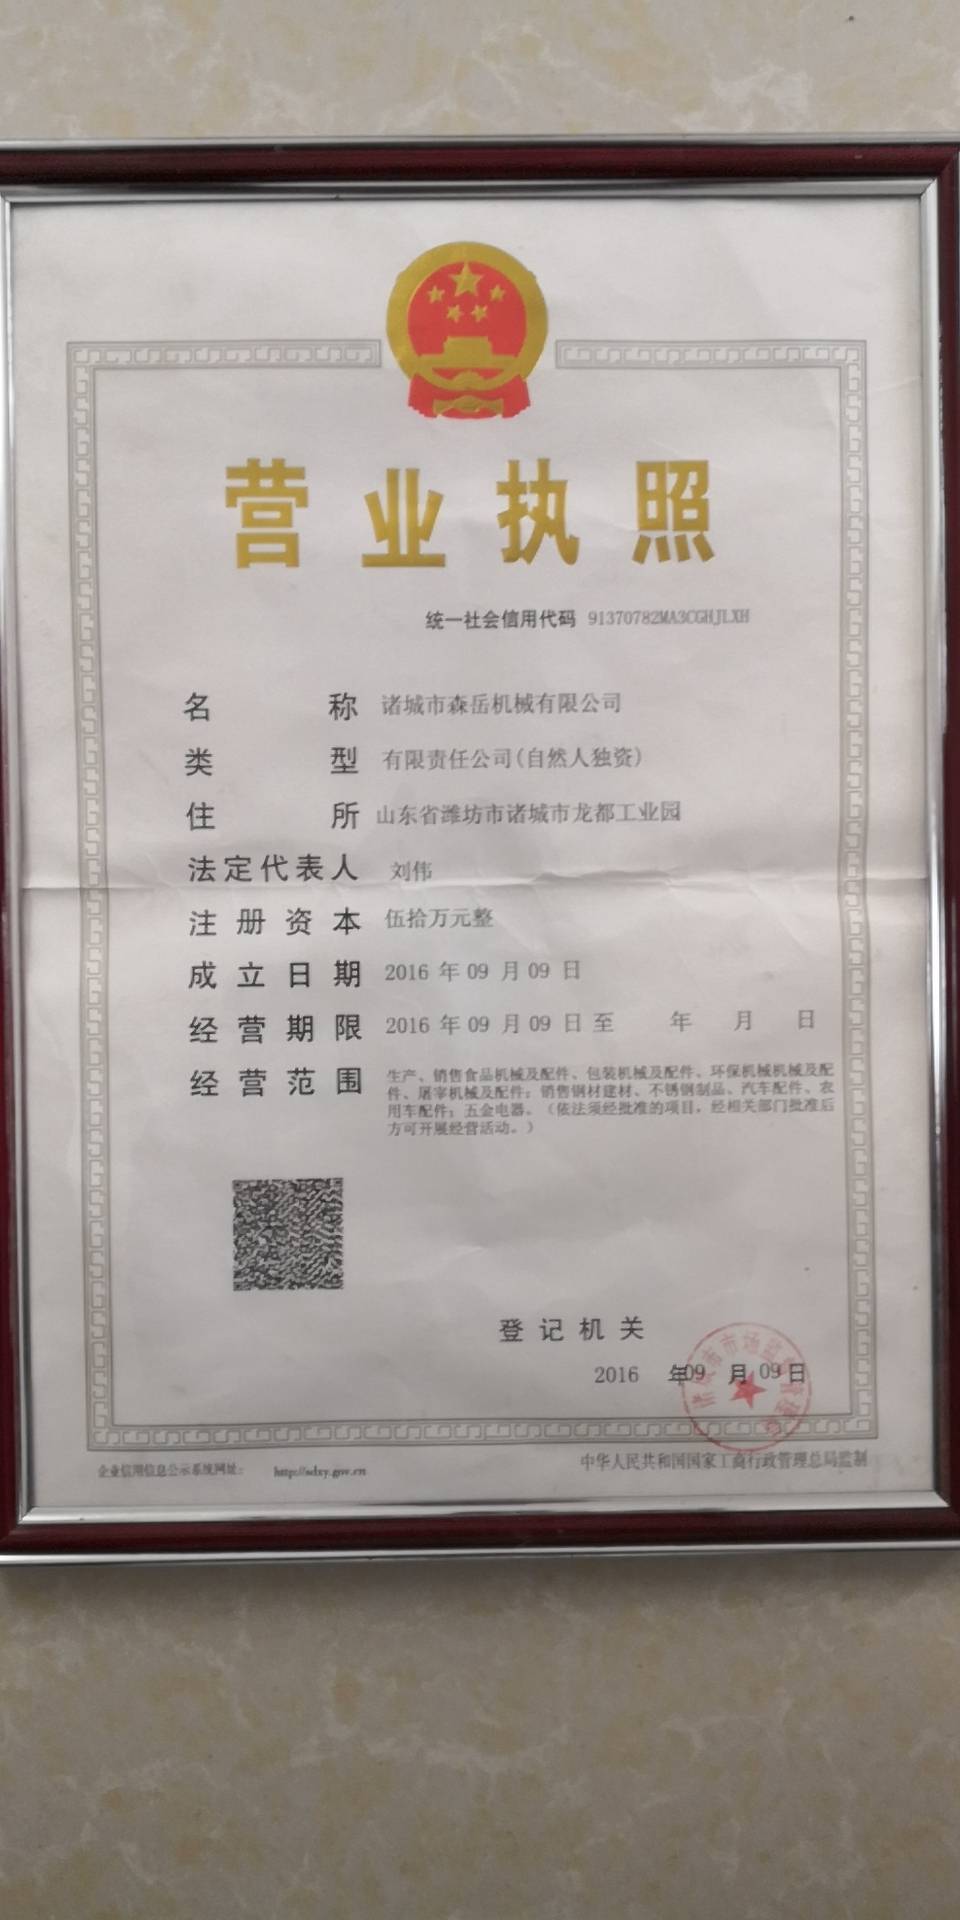 营业执照
统一社会信用代码 91370782MA3CGHJLXH
名称 诸城市森岳机械有限公司
类型 有限责任公司(自然人独资)
住所 山东省潍坊市诸城市龙都工业园
法定代表人 刘伟
注册资本 伍拾万元整
成立日期 2016 年 09 月 09 日
经营期限 2016 年 09 月 09 日 至 年 月 日
经营范围 生产、销售食品机械及配件、包装机械及配件、环保机械机械及配
件、屠宰机械及配件；销售钢材建材、不锈钢制品、汽车配件、农
用车配件；五金电器。（依法须经批准的项目，经相关部门批准后
方可开展经营活动。）
登记机关
2016 年09 月 09日
企业信用信息公示系统网址： http://sdxy.gov.cn
中华人民共和国国家工商行政管理总局监制